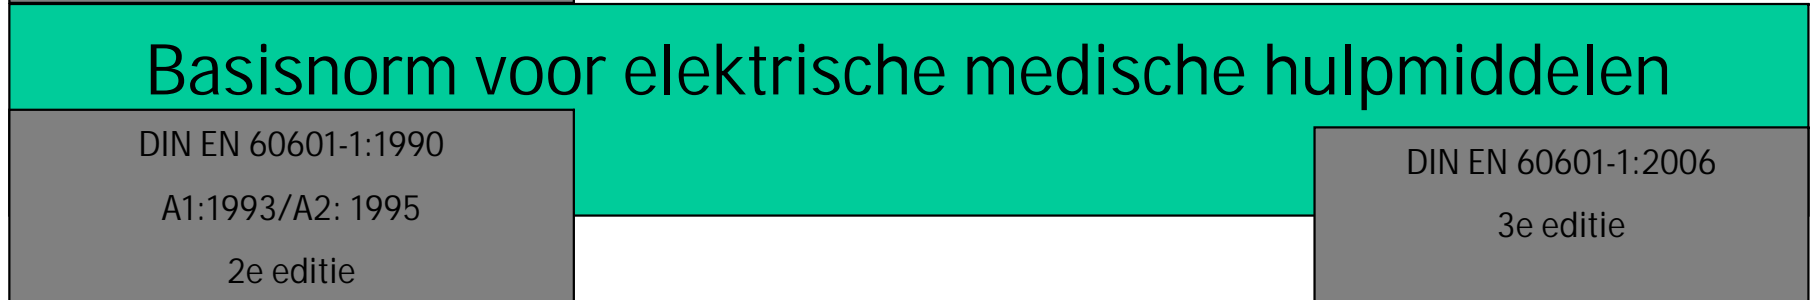 Basisnorm voor elektrische medische hulpmiddelen
DIN EN 60601-1:1990
A1:1993/A2: 1995
2e editie
DIN EN 60601-1:2006
3e editie